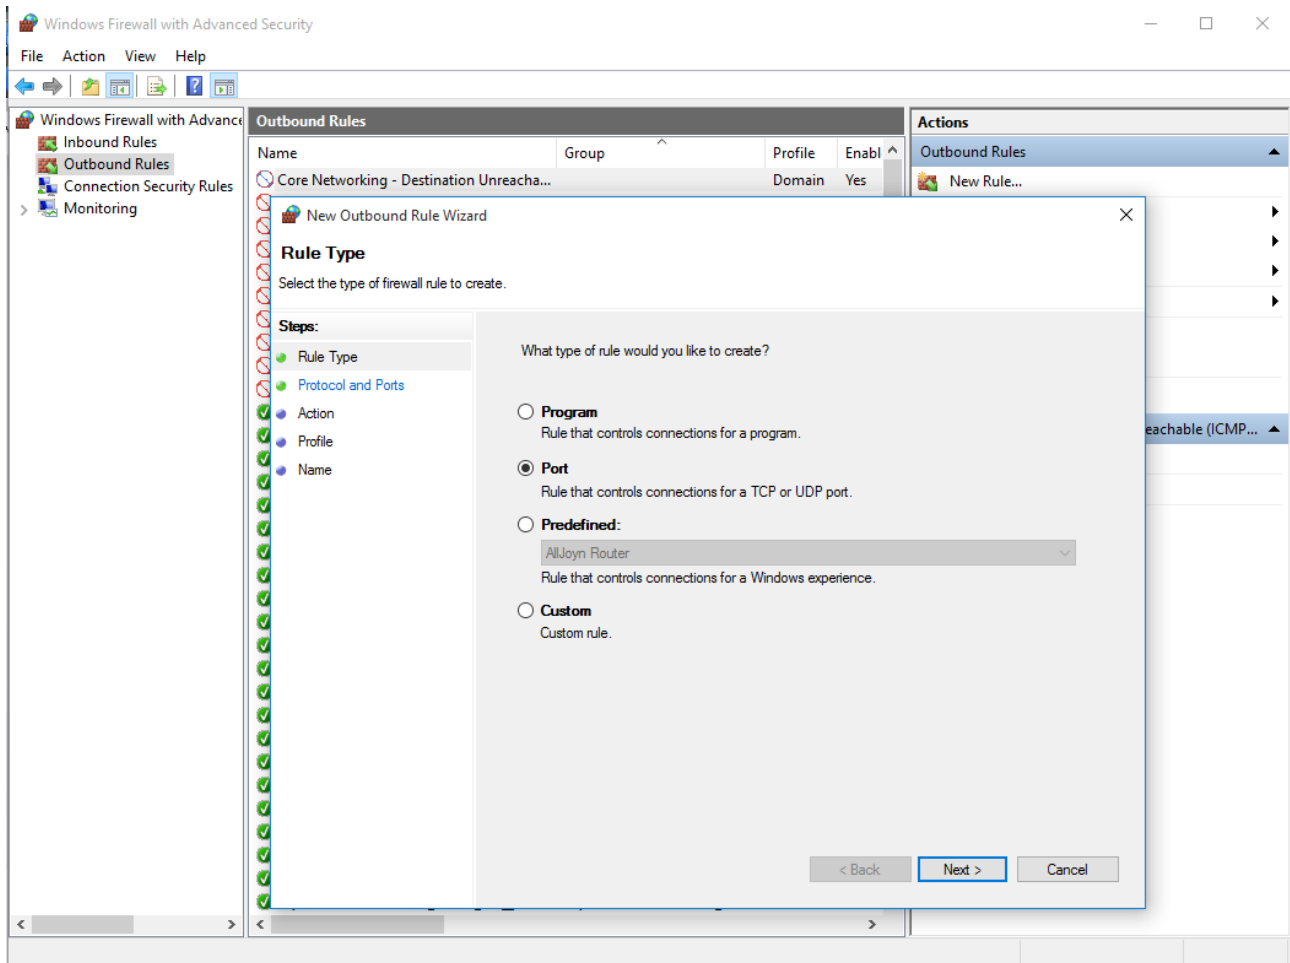 Windows Firewall with Advanced Security
File Action View Help
Windows Firewall with Advance
Inbound Rules
Outbound Rules
Connection Security Rules
Monitoring
Outbound Rules
Name Group Profile Enabl
Core Networking - Destination Unreacha... Domain Yes
Actions
Outbound Rules
New Rule...
eachable (ICMP...
New Outbound Rule Wizard
Rule Type
Select the type of firewall rule to create.
Steps:
Rule Type
Protocol and Ports
Action
Profile
Name
What type of rule would you like to create?
Program
Rule that controls connections for a program.
Port
Rule that controls connections for a TCP or UDP port.
Predefined:
AllJoyn Router
Rule that controls connections for a Windows experience.
Custom
Custom rule.
< Back Next > Cancel